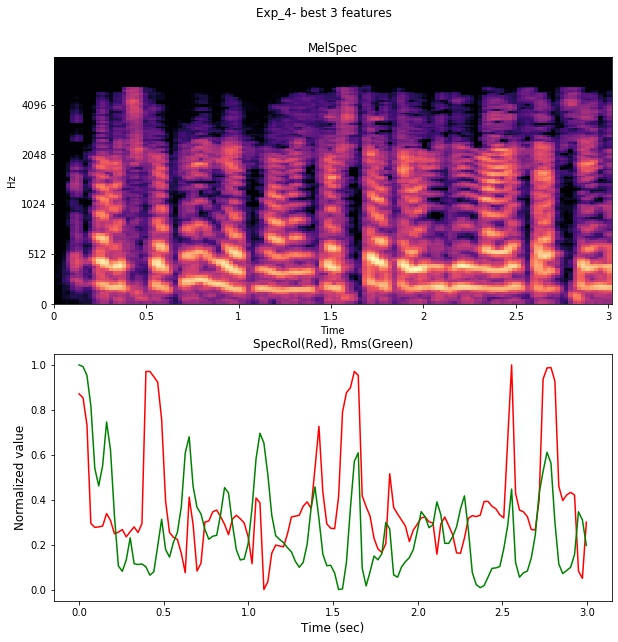 Exp_4- best 3 features
MelSpec
4096
2048
1024
512
0
Hz
0 0.5 1 1.5 2 2.5 3
Time
SpecRol(Red), Rms(Green)
1.0
0.8
0.6
0.4
0.2
0.0
Normalized value
0.0 0.5 1.0 1.5 2.0 2.5 3.0
Time (sec)